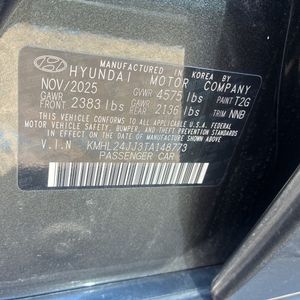 MANUFACTURED IN KOREA BY
HYUNDAI MOTOR COMPANY
NOV/2025 GVWR 4575 lbs PAINT T2G
GAWR FRONT 2383 lbs GAWR REAR 2136 lbs TRIM NNB
THIS VEHICLE CONFORMS TO ALL APPLICABLE U.S.A. FEDERAL
MOTOR VEHICLE SAFETY, BUMPER, AND THEFT PREVENTION STANDARDS
IN EFFECT ON THE DATE OF MANUFACTURE SHOWN ABOVE.
V.I.N KMHL24JJ3TA148773
PASSENGER CAR